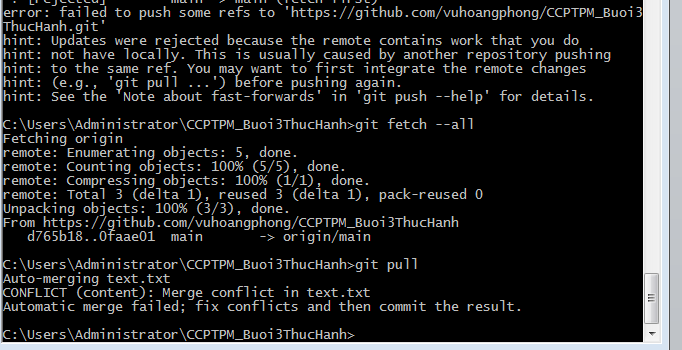 ! [rejected]        main -> main (fetch first)
error: failed to push some refs to 'https://github.com/vuhoangphong/CCPTPM_Buoi3
ThucHanh.git'
hint: Updates were rejected because the remote contains work that you do
hint: not have locally. This is usually caused by another repository pushing
hint: to the same ref. You may want to first integrate the remote changes
hint: (e.g., 'git pull ...') before pushing again.
hint: See the 'Note about fast-forwards' in 'git push --help' for details.
C:\Users\Administrator\CCPTPM_Buoi3ThucHanh>git fetch --all
Fetching origin
remote: Enumerating objects: 5, done.
remote: Counting objects: 100% (5/5), done.
remote: Compressing objects: 100% (1/1), done.
remote: Total 3 (delta 1), reused 3 (delta 1), pack-reused 0
Unpacking objects: 100% (3/3), done.
From https://github.com/vuhoangphong/CCPTPM_Buoi3ThucHanh
   d765b18..0faae01  main       -> origin/main
C:\Users\Administrator\CCPTPM_Buoi3ThucHanh>git pull
Auto-merging text.txt
CONFLICT (content): Merge conflict in text.txt
Automatic merge failed; fix conflicts and then commit the result.
C:\Users\Administrator\CCPTPM_Buoi3ThucHanh>